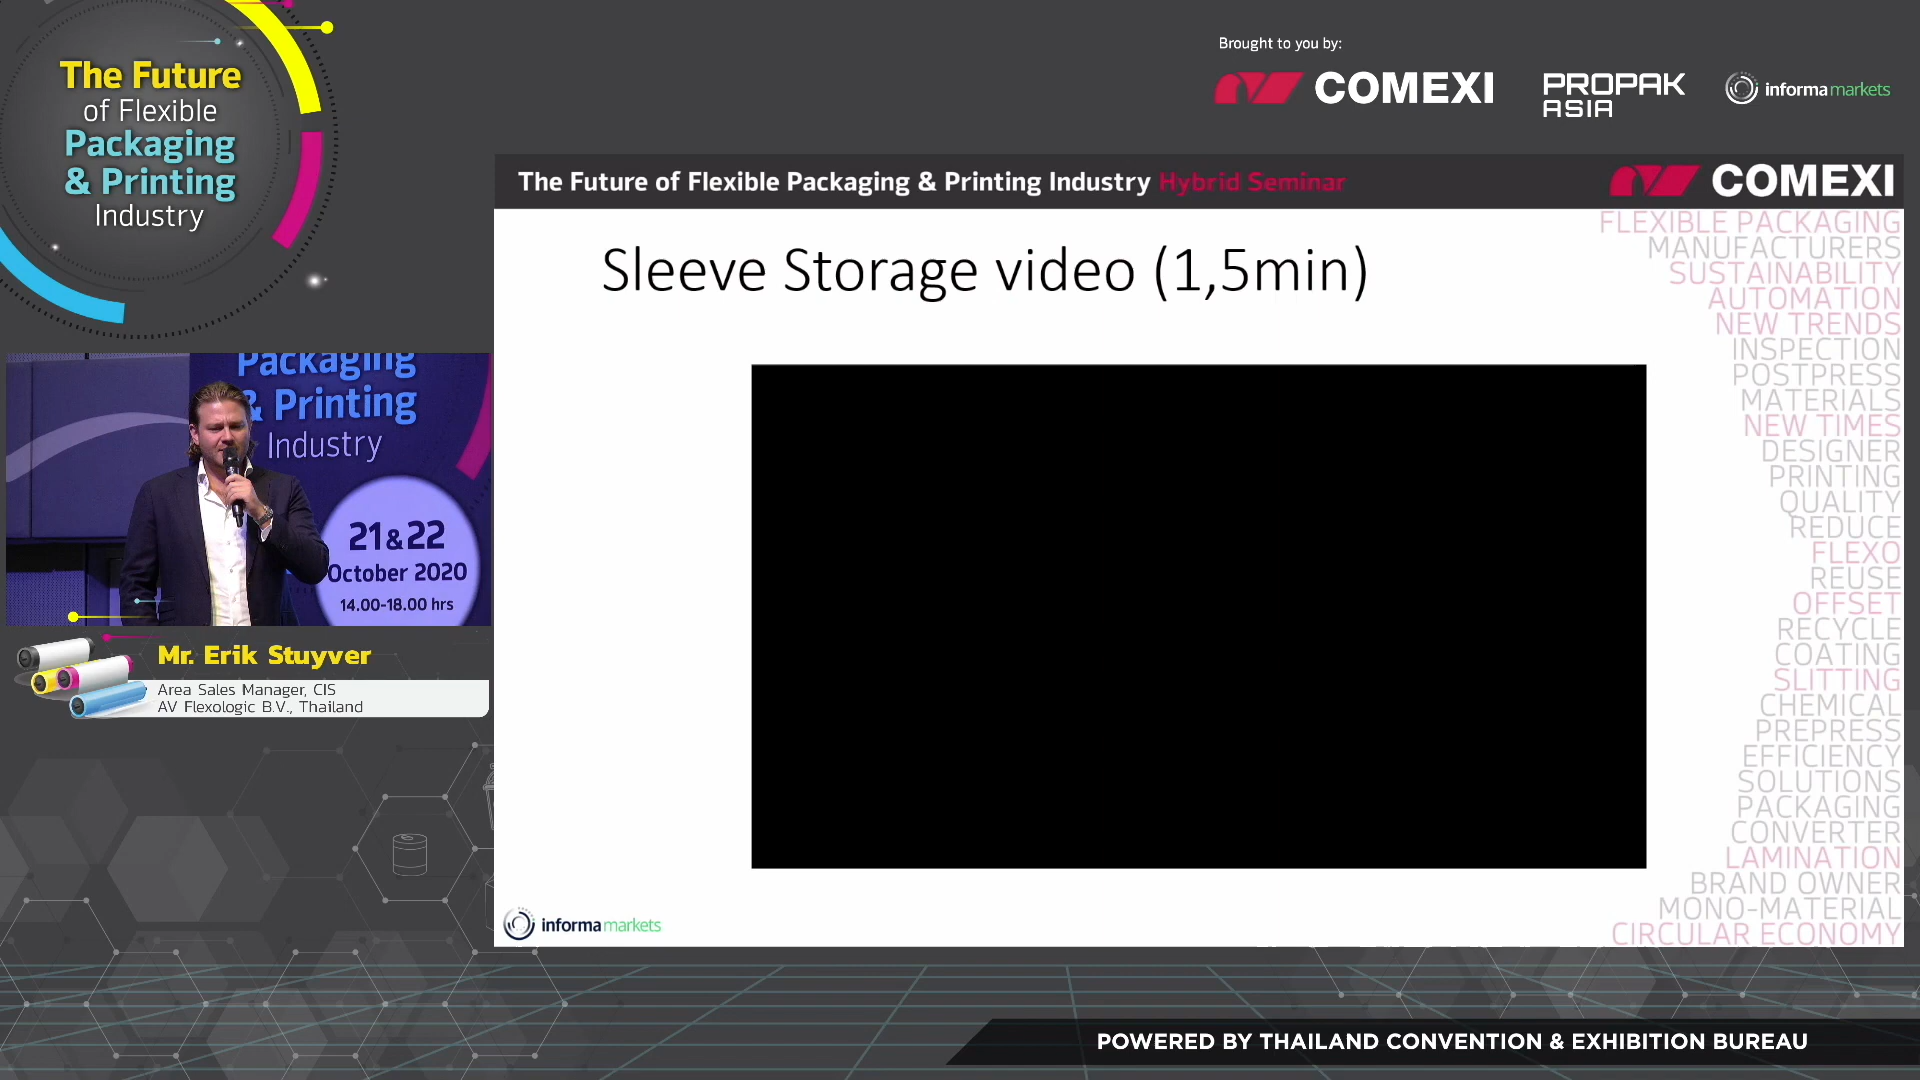 The Future
of Flexible
Packaging
& Printing
Industry
Brought to you by:
COMEXI
PROPAK
ASIA
informa markets
The Future of Flexible Packaging & Printing Industry Hybrid Seminar
COMEXI
Sleeve Storage video (1,5min)
FLEXIBLE PACKAGING
MANUFACTURERS
SUSTAINABILITY
AUTOMATION
NEW TRENDS
INSPECTION
POSTPRESS
MATERIALS
NEW TIMES
DESIGNER
PRINTING
QUALITY
REDUCE
FLEXO
REUSE
OFFSET
RECYCLE
COATING
SLITTING
CHEMICAL
PREPRESS
EFFICIENCY
SOLUTIONS
PACKAGING
CONVERTER
LAMINATION
BRAND OWNER
MONO-MATERIAL
CIRCULAR ECONOMY
informa markets
Packaging
& Printing
Industry
21&22
October 2020
14.00-18.00 hrs
Mr. Erik Stuyver
Area Sales Manager, CIS
AV Flexologic B.V., Thailand
POWERED BY THAILAND CONVENTION & EXHIBITION BUREAU